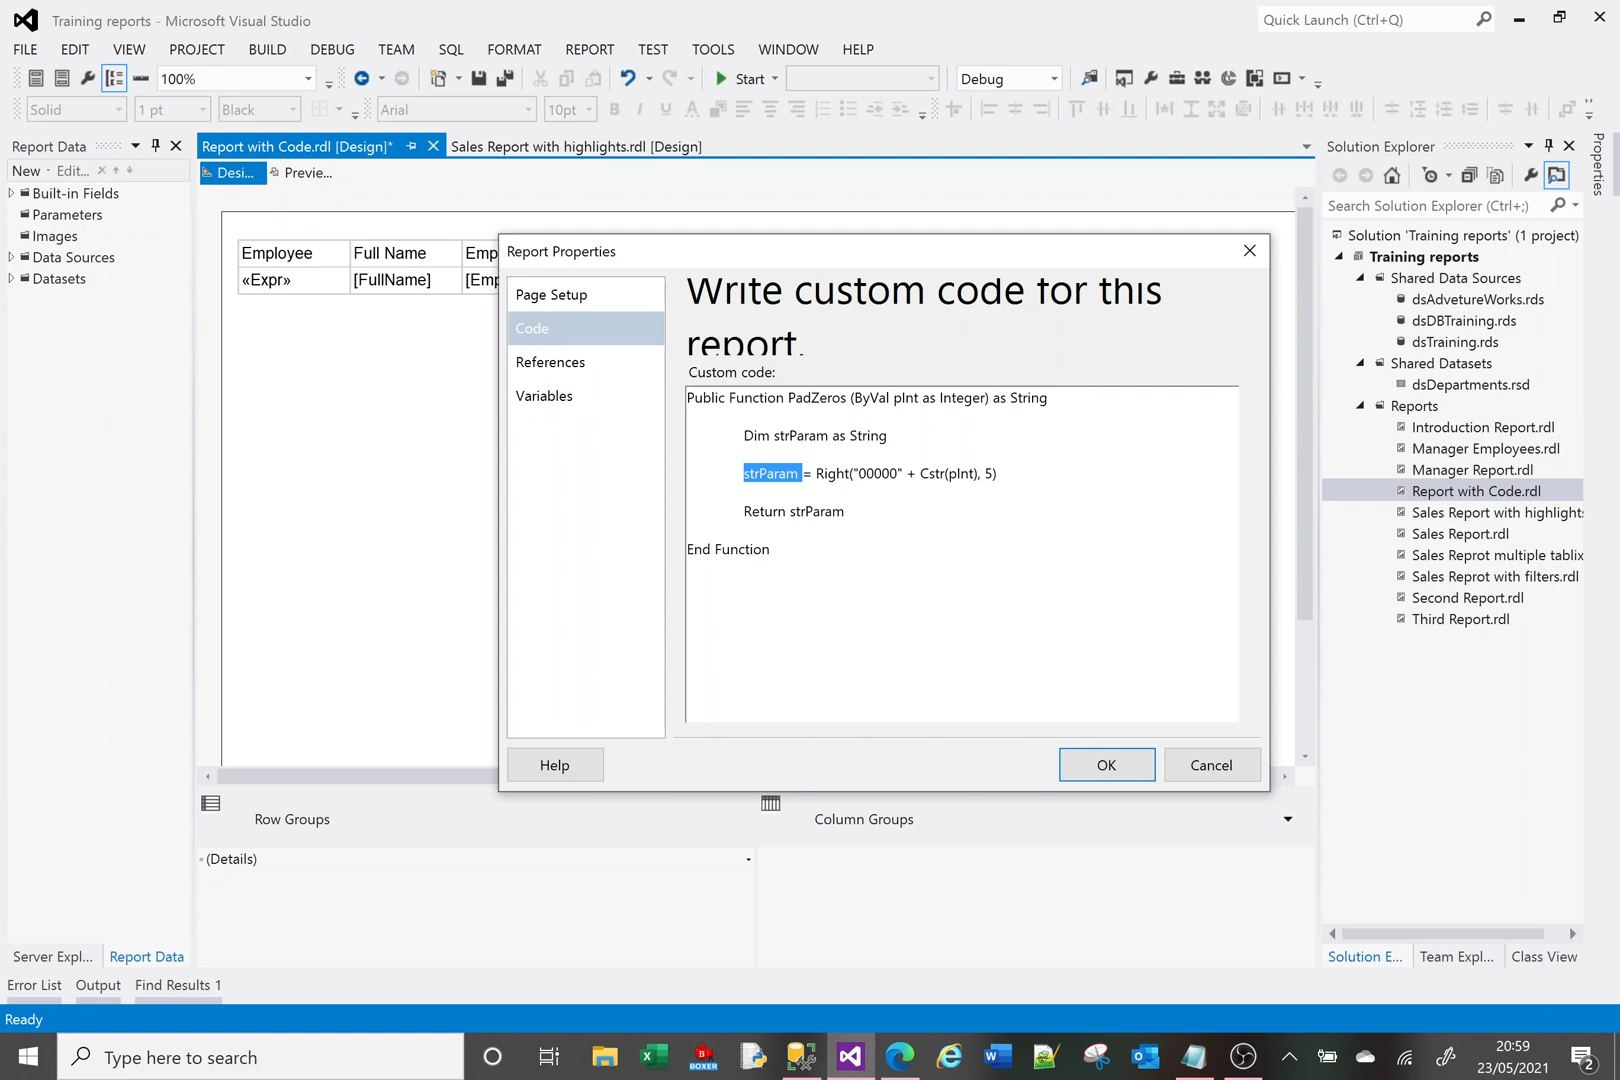 Training reports - Microsoft Visual Studio
Quick Launch (Ctrl+Q)
FILE EDIT VIEW PROJECT BUILD DEBUG TEAM SQL FORMAT REPORT TEST TOOLS WINDOW HELP
100%
Start
Debug
Solid
1 pt
Black
Arial
10pt
Report Data
New - Edit...
Built-in Fields
Parameters
Images
Data Sources
Datasets
Server Expl...
Report Data
Report with Code.rdl [Design]*
Sales Report with highlights.rdl [Design]
Desi...
Previe...
Employee
Full Name
Emp
«Expr»
[FullName]
[Emp
Report Properties
Page Setup
Code
References
Variables
Write custom code for this
report.
Custom code:
Public Function PadZeros (ByVal pInt as Integer) as String
Dim strParam as String
strParam = Right("00000" + Cstr(pInt), 5)
Return strParam
End Function
Help
OK
Cancel
Row Groups
Column Groups
(Details)
Solution Explorer
Properties
Search Solution Explorer (Ctrl+;)
Solution 'Training reports' (1 project)
Training reports
Shared Data Sources
dsAdvetureWorks.rds
dsDBTraining.rds
dsTraining.rds
Shared Datasets
dsDepartments.rsd
Reports
Introduction Report.rdl
Manager Employees.rdl
Manager Report.rdl
Report with Code.rdl
Sales Report with highlights
Sales Report.rdl
Sales Reprot multiple tablix
Sales Reprot with filters.rdl
Second Report.rdl
Third Report.rdl
Solution E...
Team Expl...
Class View
Error List
Output
Find Results 1
Ready
Type here to search
BOXER
20:59
23/05/2021
2